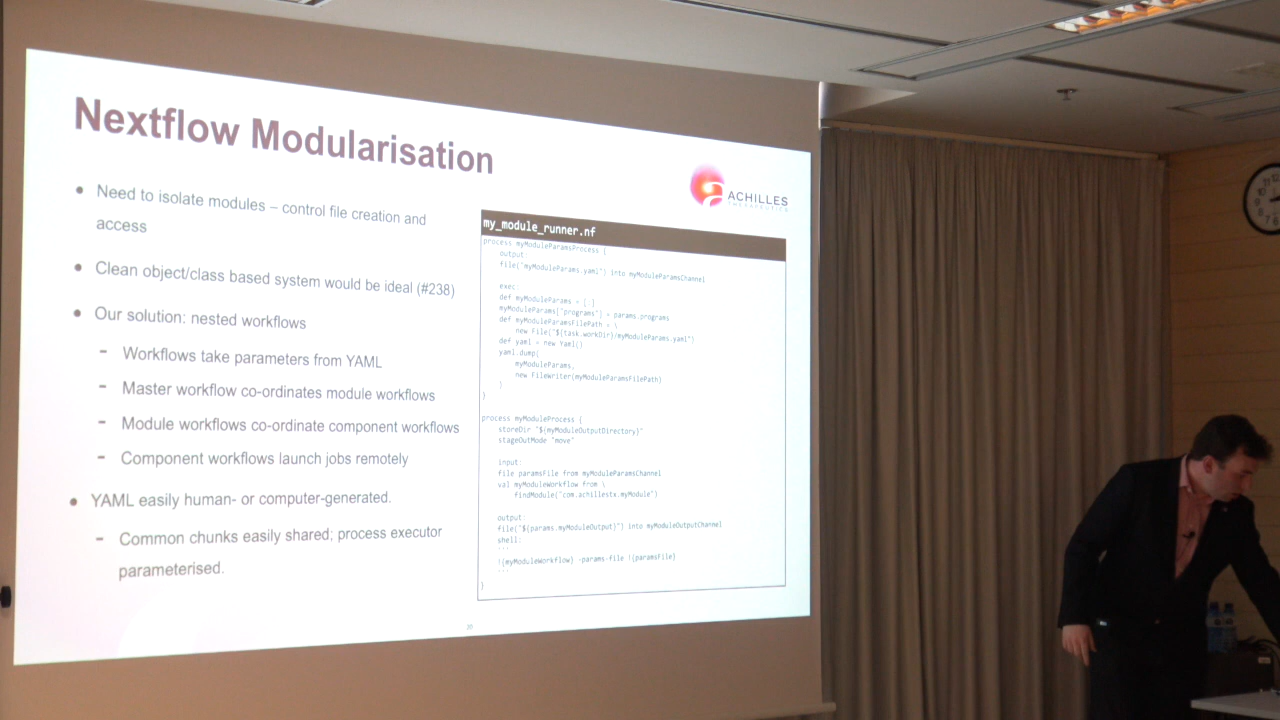 Nextflow Modularisation
● Need to isolate modules – control file creation and
access
● Clean object/class based system would be ideal (#238)
● Our solution: nested workflows
- Workflows take parameters from YAML
- Master workflow co-ordinates module workflows
- Module workflows co-ordinate component workflows
- Component workflows launch jobs remotely
● YAML easily human- or computer-generated.
- Common chunks easily shared; process executor
parameterised.
ACHILLES
THERAPEUTICS
my_module_runner.nf
process myModuleParamsProcess {
output:
file("myModuleParams.yaml") into myModuleParamsChannel
exec:
def myModuleParams = [:]
myModuleParams["programs"] = params.programs
def myModuleParamsFilePath = \
new File("${task.workDir}/myModuleParams.yaml")
def yaml = new Yaml()
yaml.dump(
myModuleParams,
new FileWriter(myModuleParamsFilePath)
)
}
process myModuleProcess {
storeDir "${myModuleOutputDirectory}"
stageOutMode "move"
input:
file paramsFile from myModuleParamsChannel
val myModuleWorkflow from \
findModule("com.achillestx.myModule")
output:
file("${params.myModuleOutput}") into myModuleOutputChannel
shell:
'''
!{myModuleWorkflow} -params-file !{paramsFile}
'''
}